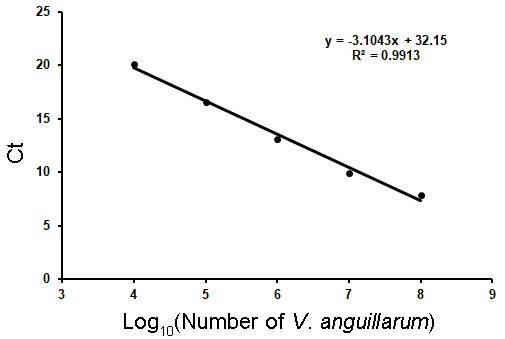 25
y = -3.1043x + 32.15
R² = 0.9913
20
15
Ct
10
5
0
3 4 5 6 7 8 9
Log₁₀(Number of V. anguillarum)